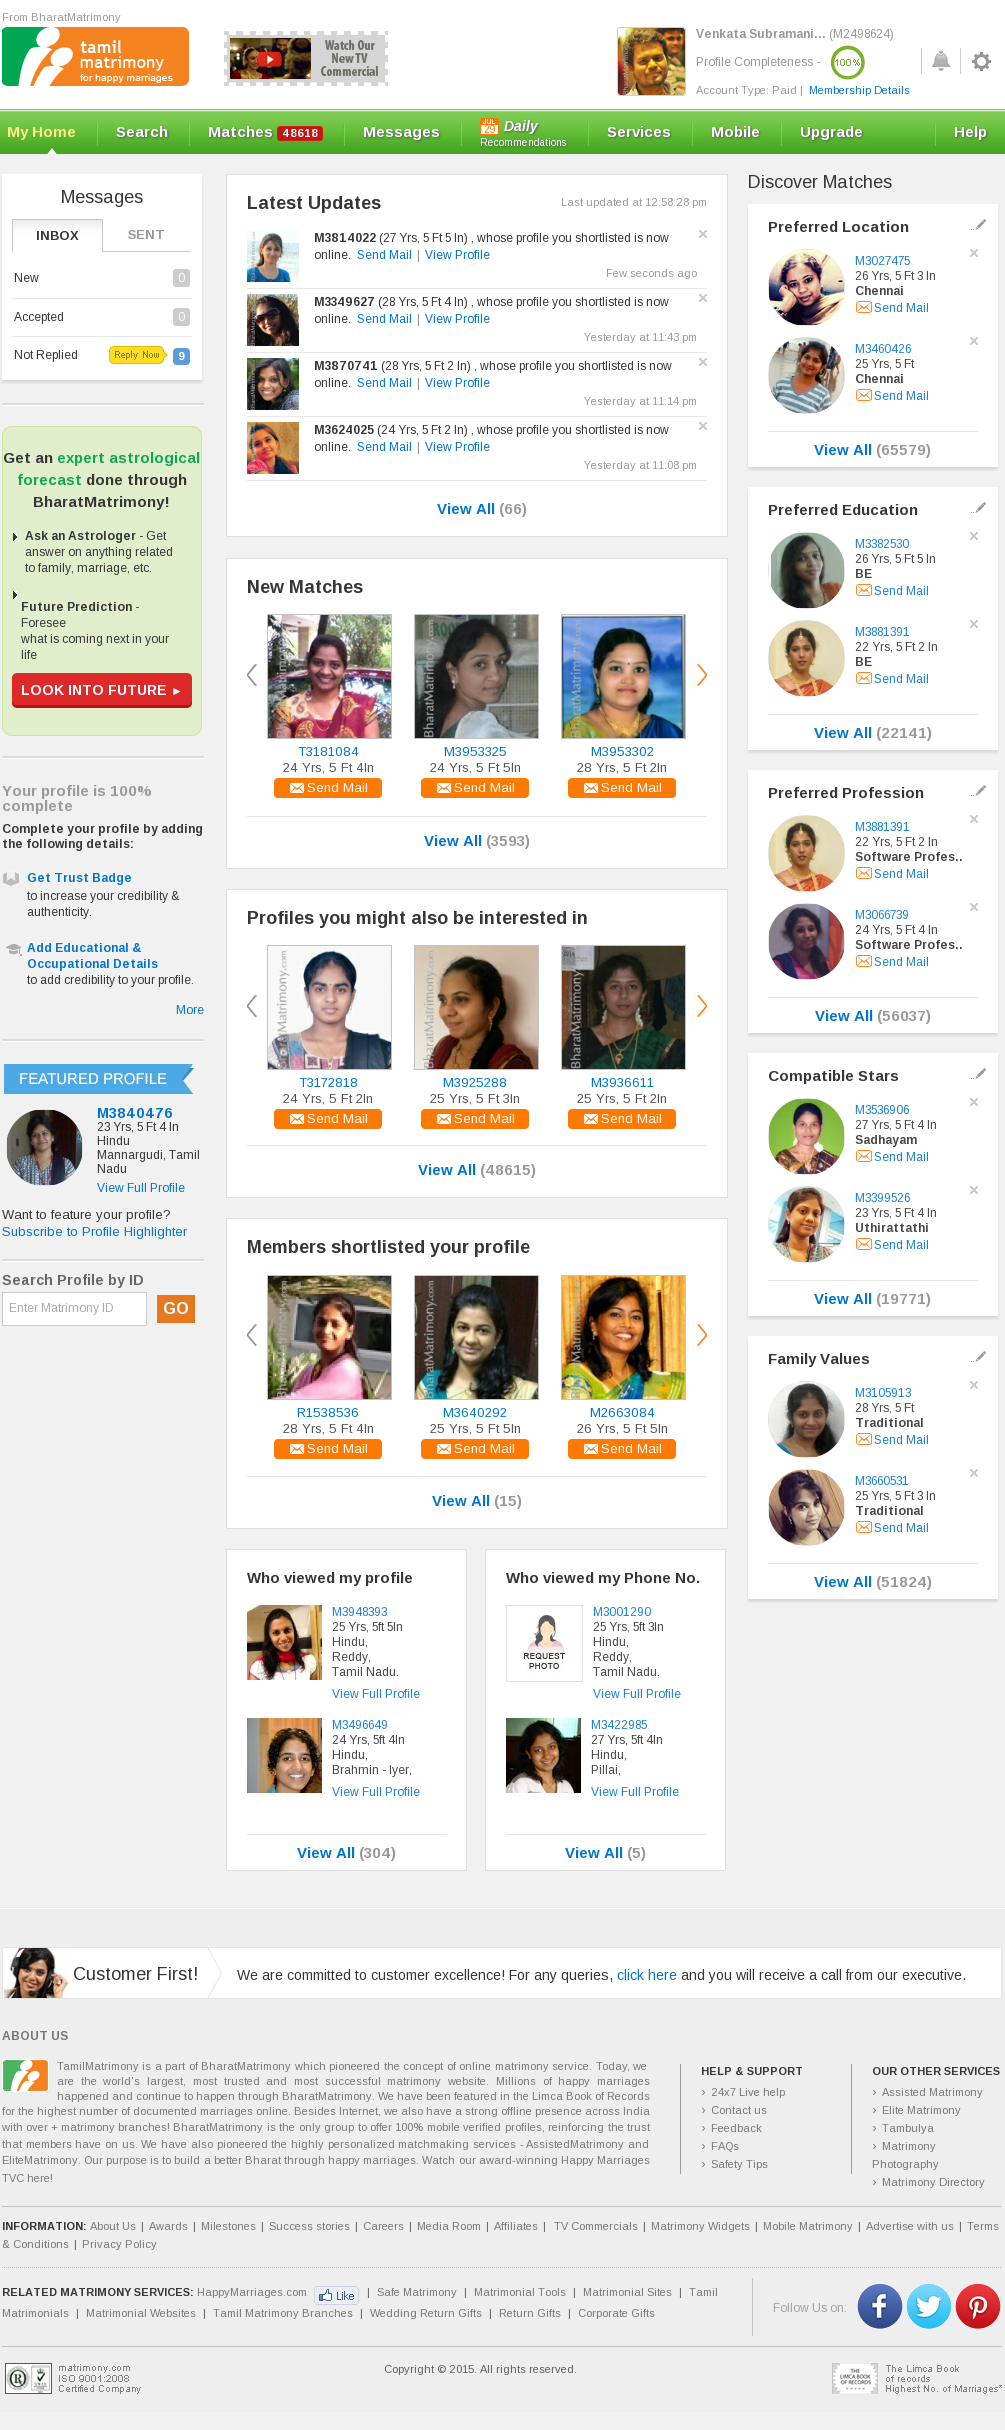 From BharatMatrimony
tamil
matrimony
for happy marriages
Watch Our
New TV
Commercial
Venkata Subramani... (M2498624)
Profile Completeness - 100%
Account Type: Paid | Membership Details
My Home Search Matches 48618 Messages JUL 29 Daily Recommendations Services Mobile Upgrade Help
Messages
INBOX SENT
New 0
Accepted 0
Not Replied Reply Now 9
Get an expert astrological
forecast done through
BharatMatrimony!
Ask an Astrologer - Get
answer on anything related
to family, marriage, etc.
Future Prediction -
Foresee
what is coming next in your
life
LOOK INTO FUTURE ►
Your profile is 100%
complete
Complete your profile by adding
the following details:
Get Trust Badge
to increase your credibility &
authenticity.
Add Educational &
Occupational Details
to add credibility to your profile.
More
FEATURED PROFILE
M3840476
23 Yrs, 5 Ft 4 In
Hindu
Mannargudi, Tamil
Nadu
View Full Profile
Want to feature your profile?
Subscribe to Profile Highlighter
Search Profile by ID
Enter Matrimony ID GO
Latest Updates Last updated at 12:58:28 pm
M3814022 (27 Yrs, 5 Ft 5 In) , whose profile you shortlisted is now
online. Send Mail | View Profile
Few seconds ago
M3349627 (28 Yrs, 5 Ft 4 In) , whose profile you shortlisted is now
online. Send Mail | View Profile
Yesterday at 11:43 pm
M3870741 (28 Yrs, 5 Ft 2 In) , whose profile you shortlisted is now
online. Send Mail | View Profile
Yesterday at 11:14 pm
M3624025 (24 Yrs, 5 Ft 2 In) , whose profile you shortlisted is now
online. Send Mail | View Profile
Yesterday at 11:08 pm
View All (66)
New Matches
T3181084 M3953325 M3953302
24 Yrs, 5 Ft 4In 24 Yrs, 5 Ft 5In 28 Yrs, 5 Ft 2In
Send Mail Send Mail Send Mail
View All (3593)
Profiles you might also be interested in
T3172818 M3925288 M3936611
24 Yrs, 5 Ft 2In 25 Yrs, 5 Ft 3In 25 Yrs, 5 Ft 2In
Send Mail Send Mail Send Mail
View All (48615)
Members shortlisted your profile
R1538536 M3640292 M2663084
28 Yrs, 5 Ft 4In 25 Yrs, 5 Ft 5In 26 Yrs, 5 Ft 5In
Send Mail Send Mail Send Mail
View All (15)
Who viewed my profile
M3948393
25 Yrs, 5ft 5In
Hindu,
Reddy,
Tamil Nadu.
View Full Profile
M3496649
24 Yrs, 5ft 4In
Hindu,
Brahmin - Iyer,
View Full Profile
View All (304)
Who viewed my Phone No.
REQUEST
PHOTO
M3001290
25 Yrs, 5ft 3In
Hindu,
Reddy,
Tamil Nadu.
View Full Profile
M3422985
27 Yrs, 5ft 4In
Hindu,
Pillai,
View Full Profile
View All (5)
Discover Matches
Preferred Location
M3027475
26 Yrs, 5 Ft 3 In
Chennai
Send Mail
M3460426
25 Yrs, 5 Ft
Chennai
Send Mail
View All (65579)
Preferred Education
M3382530
26 Yrs, 5 Ft 5 In
BE
Send Mail
M3881391
22 Yrs, 5 Ft 2 In
BE
Send Mail
View All (22141)
Preferred Profession
M3881391
22 Yrs, 5 Ft 2 In
Software Profes..
Send Mail
M3066739
24 Yrs, 5 Ft 4 In
Software Profes..
Send Mail
View All (56037)
Compatible Stars
M3536906
27 Yrs, 5 Ft 4 In
Sadhayam
Send Mail
M3399526
23 Yrs, 5 Ft 4 In
Uthirattathi
Send Mail
View All (19771)
Family Values
M3105913
28 Yrs, 5 Ft
Traditional
Send Mail
M3660531
25 Yrs, 5 Ft 3 In
Traditional
Send Mail
View All (51824)
Customer First! We are committed to customer excellence! For any queries, click here and you will receive a call from our executive.
ABOUT US
TamilMatrimony is a part of BharatMatrimony which pioneered the concept of online matrimony service. Today, we
are the world's largest, most trusted and most successful matrimony website. Millions of happy marriages
happened and continue to happen through BharatMatrimony. We have been featured in the Limca Book of Records
for the highest number of documented marriages online. Besides Internet, we also have a strong offline presence across India
with over + matrimony branches! BharatMatrimony is the only group to offer 100% mobile verified profiles, reinforcing the trust
that members have on us. We have also pioneered the highly personalized matchmaking services - AssistedMatrimony and
EliteMatrimony. Our purpose is to build a better Bharat through happy marriages. Watch our award-winning Happy Marriages
TVC here!
HELP & SUPPORT
› 24x7 Live help
› Contact us
› Feedback
› FAQs
› Safety Tips
OUR OTHER SERVICES
› Assisted Matrimony
› Elite Matrimony
› Tambulya
› Matrimony
Photography
› Matrimony Directory
INFORMATION: About Us | Awards | Milestones | Success stories | Careers | Media Room | Affiliates | TV Commercials | Matrimony Widgets | Mobile Matrimony | Advertise with us | Terms
& Conditions | Privacy Policy
RELATED MATRIMONY SERVICES: HappyMarriages.com Like | Safe Matrimony | Matrimonial Tools | Matrimonial Sites | Tamil
Matrimonials | Matrimonial Websites | Tamil Matrimony Branches | Wedding Return Gifts | Return Gifts | Corporate Gifts
Follow Us on:
matrimony.com
ISO 9001:2008
Certified Company
Copyright © 2015. All rights reserved.
THE
LIMCA BOOK
OF RECORDS
The Limca Book
of records
Highest No. of Marriages*